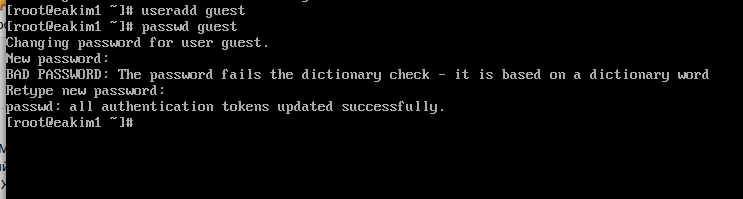 [root@eakim1 ~]# useradd guest
[root@eakim1 ~]# passwd guest
Changing password for user guest.
New password:
BAD PASSWORD: The password fails the dictionary check - it is based on a dictionary word
Retype new password:
passwd: all authentication tokens updated successfully.
[root@eakim1 ~]#